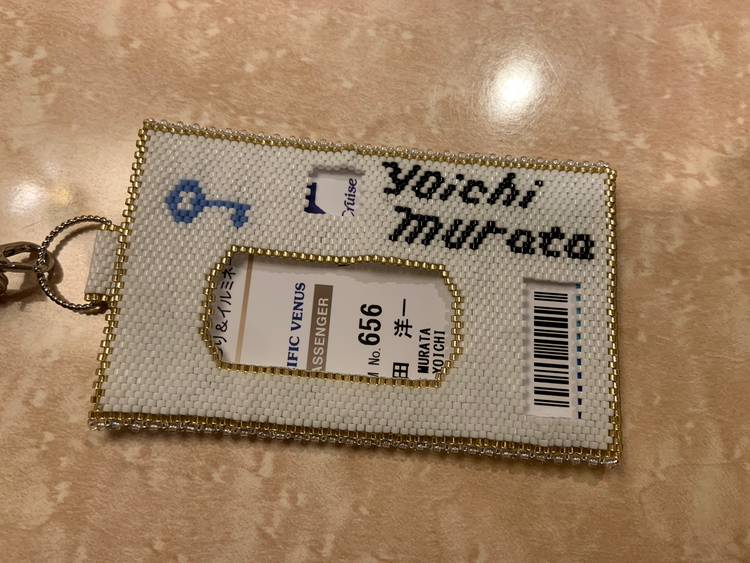 Yoichi
murata
ruise
り&イルミネ
IFIC VENUS
ASSENGER
M No. 656
田 洋一
MURATA
YOICHI